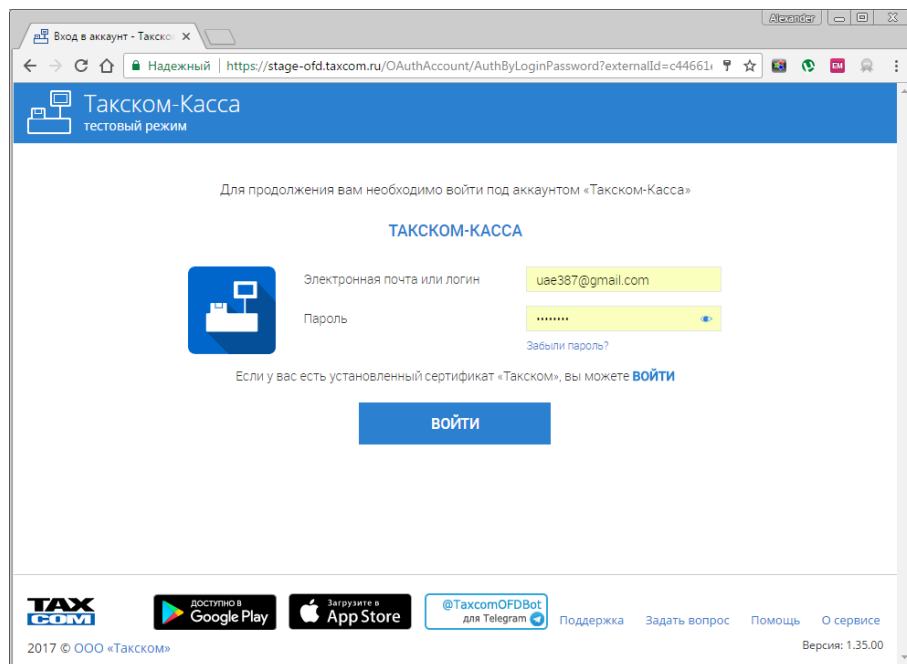 Alexander
Вход в аккаунт - Такско
Надежный https://stage-ofd.taxcom.ru/OAuthAccount/AuthByLoginPassword?externalId=c44661
EM
Такском-Касса
тестовый режим
Для продолжения вам необходимо войти под аккаунтом «Такском-Касса»
ТАКСКОМ-КАССА
Электронная почта или логин uae387@gmail.com
Пароль ••••••••
Забыли пароль?
Если у вас есть установленный сертификат «Такском», вы можете ВОЙТИ
ВОЙТИ
TAXCOM ДОСТУПНО В Google Play Загрузите в App Store @TaxcomOFDBot для Telegram Поддержка Задать вопрос Помощь О сервисе
2017 © ООО «Такском» Версия: 1.35.00